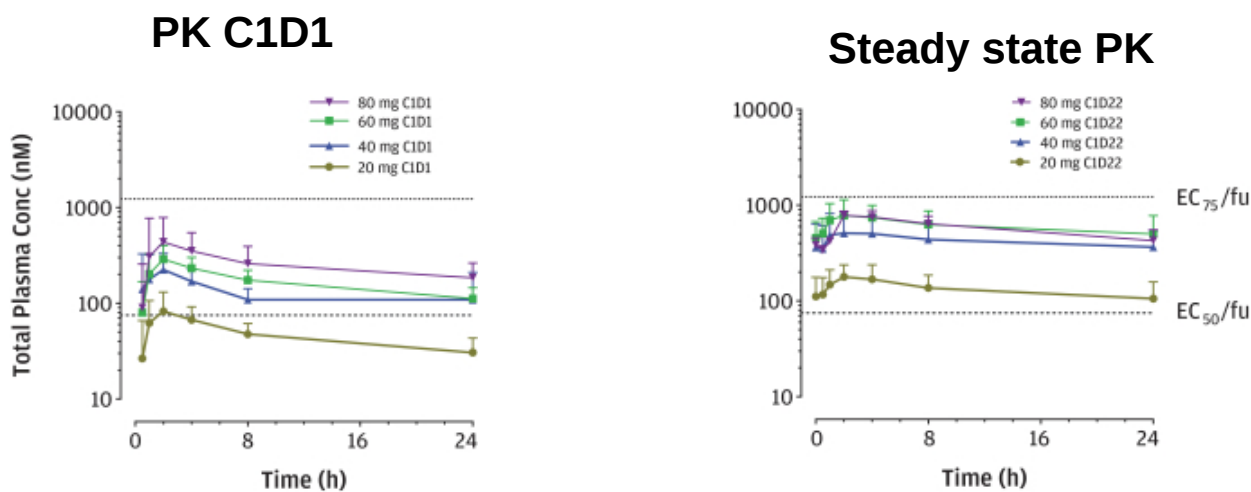 PK C1D1
Total Plasma Conc (nM)
10000
1000
100
10
80 mg C1D1
60 mg C1D1
40 mg C1D1
20 mg C1D1
0
8
16
24
Time (h)
Steady state PK
10000
1000
100
10
80 mg C1D22
60 mg C1D22
40 mg C1D22
20 mg C1D22
EC75/fu
EC50/fu
0
8
16
24
Time (h)